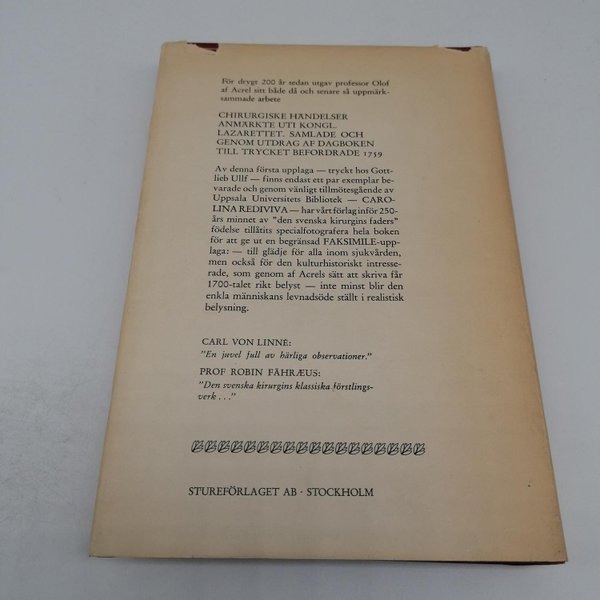 För drygt 200 år sedan utgav professor Olof
af Acrel sitt både då och senare så uppmärk-
sammade arbete
CHIRURGISKE HÄNDELSER
ANMÄRKTE UTI KONGL.
LAZARETTET. SAMLADE OCH
GENOM UTDRAG AF DAGBOKEN
TILL TRYCKET BEFORDRADE 1759
Av denna första upplaga — tryckt hos Gott-
lieb Ullf — finns endast ett par exemplar be-
varade och genom vänligt tillmötesgående av
Uppsala Universitets Bibliotek — CARO-
LINA REDIVIVA — har vårt förlag inför 250-
års minnet av "den svenska kirurgins faders"
födelse tillåtits specialfotografera hela boken
för att ge ut en begränsad FAKSIMILE-upp-
laga: — till glädje för alla inom sjukvården,
men också för den kulturhistoriskt intresse-
rade, som genom af Acrels sätt att skriva får
1700-talet rikt belyst — inte minst blir den
enkla människans levnadsöde ställt i realistisk
belysning.
CARL VON LINNÉ:
"En juvel full av härliga observationer."
PROF ROBIN FÅHRÆUS:
"Den svenska kirurgins klassiska förstlings-
verk . . ."
STUREFÖRLAGET AB · STOCKHOLM